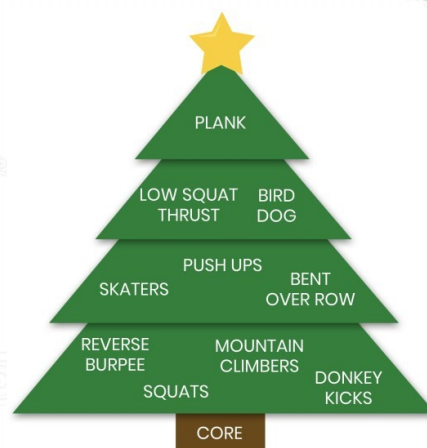 PLANK
LOW SQUAT
THRUST
BIRD
DOG
PUSH UPS
SKATERS
BENT
OVER ROW
REVERSE
BURPEE
MOUNTAIN
CLIMBERS
SQUATS
DONKEY
KICKS
CORE